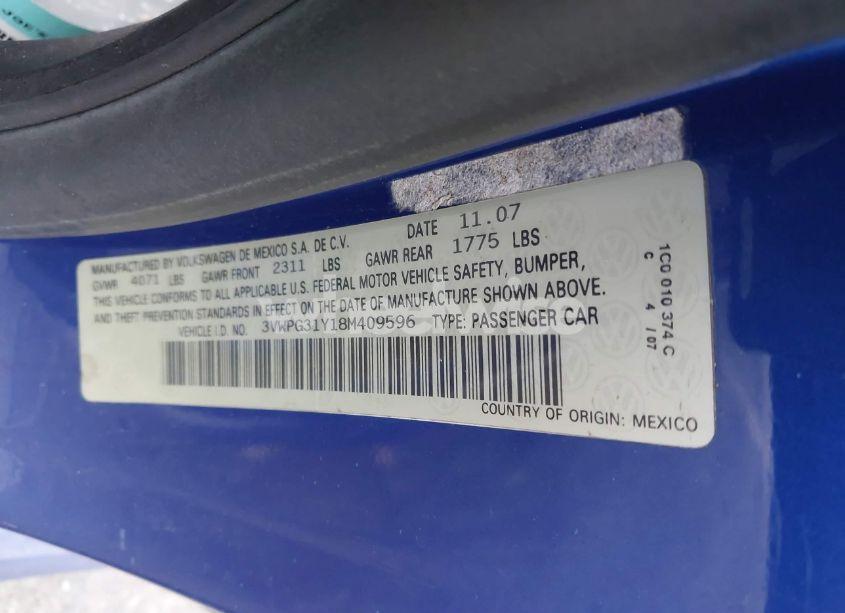 JOE'S
MANUFACTURED BY VOLKSWAGEN DE MEXICO S.A. DE C.V. DATE 11.07
GVWR 4071 LBS GAWR FRONT 2311 LBS GAWR REAR 1775 LBS
THIS VEHICLE CONFORMS TO ALL APPLICABLE U.S. FEDERAL MOTOR VEHICLE SAFETY, BUMPER,
AND THEFT PREVENTION STANDARDS IN EFFECT ON THE DATE OF MANUFACTURE SHOWN ABOVE.
VEHICLE I.D. NO. 3VWPG31Y18M409596 TYPE: PASSENGER CAR
COUNTRY OF ORIGIN: MEXICO
1C0 010 374 C
C 4 / 07